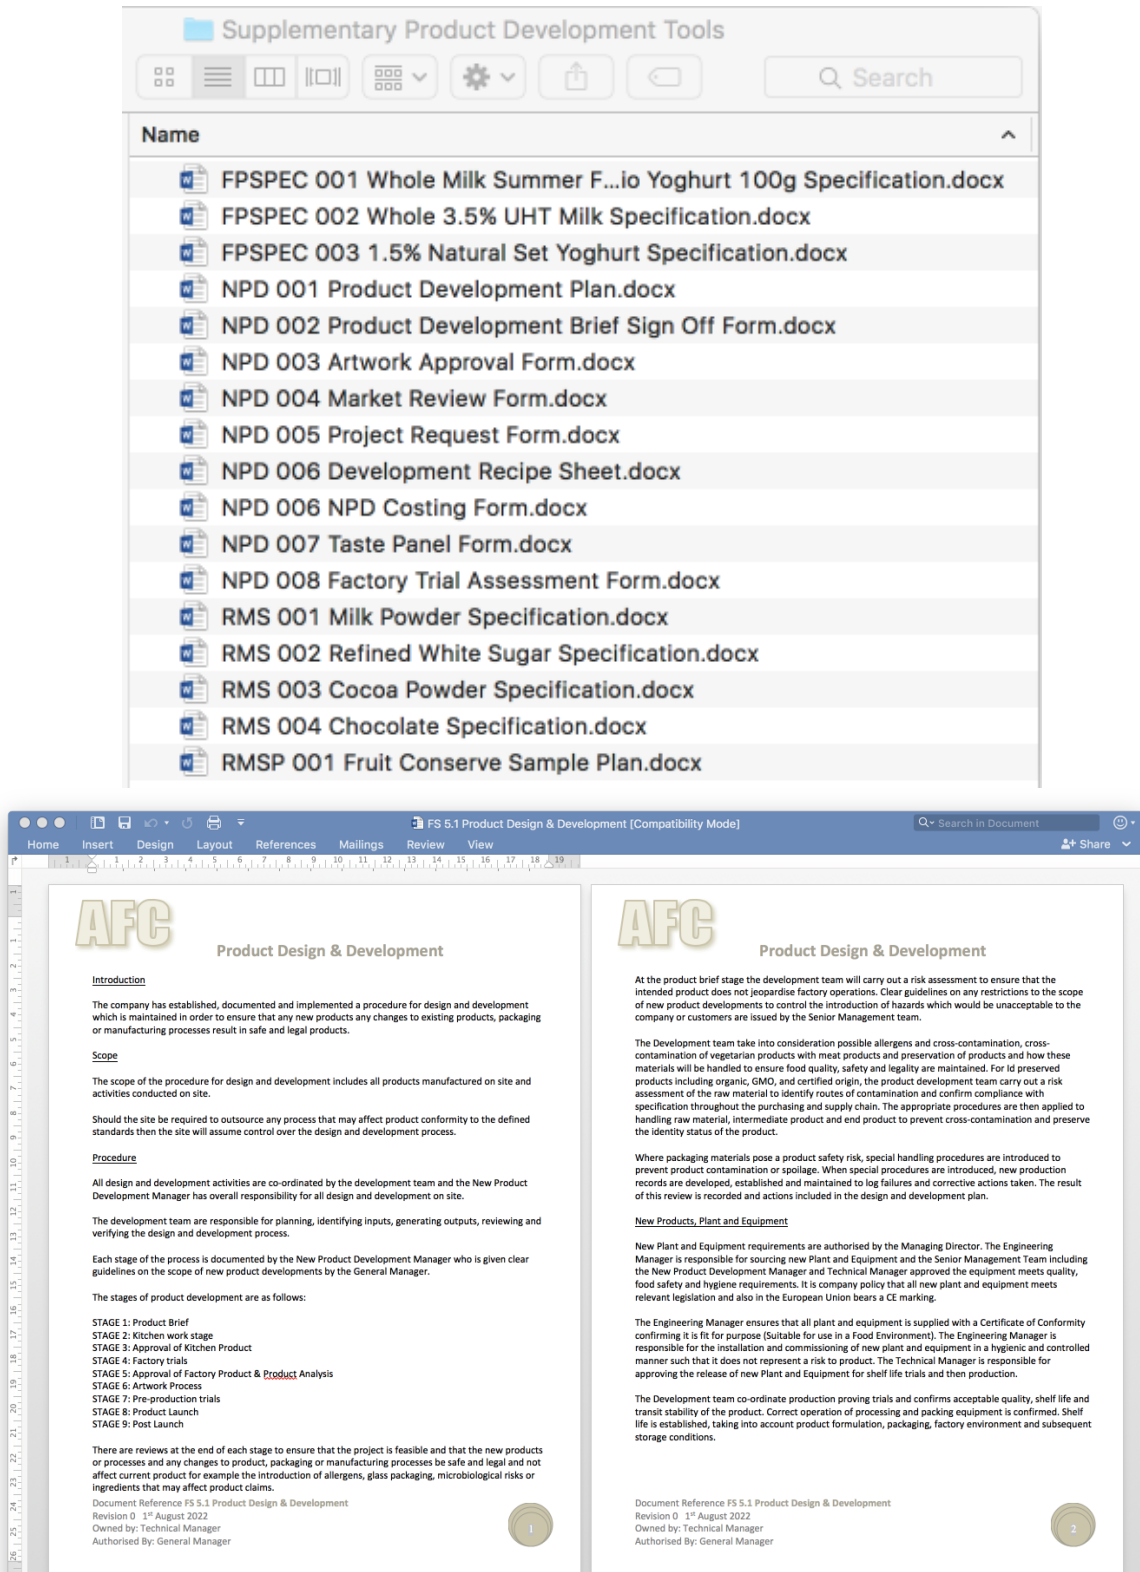 Supplementary Product Development Tools
Search
Name
FPSPEC 001 Whole Milk Summer F...io Yoghurt 100g Specification.docx
FPSPEC 002 Whole 3.5% UHT Milk Specification.docx
FPSPEC 003 1.5% Natural Set Yoghurt Specification.docx
NPD 001 Product Development Plan.docx
NPD 002 Product Development Brief Sign Off Form.docx
NPD 003 Artwork Approval Form.docx
NPD 004 Market Review Form.docx
NPD 005 Project Request Form.docx
NPD 006 Development Recipe Sheet.docx
NPD 006 NPD Costing Form.docx
NPD 007 Taste Panel Form.docx
NPD 008 Factory Trial Assessment Form.docx
RMS 001 Milk Powder Specification.docx
RMS 002 Refined White Sugar Specification.docx
RMS 003 Cocoa Powder Specification.docx
RMS 004 Chocolate Specification.docx
RMSP 001 Fruit Conserve Sample Plan.docx
FS 5.1 Product Design & Development [Compatibility Mode]
Search in Document
Home Insert Design Layout References Mailings Review View
Share
1 1 2 3 4 5 6 7 8 9 10 11 12 13 14 15 16 17 18 19
AFC
Product Design & Development
Introduction
The company has established, documented and implemented a procedure for design and development
which is maintained in order to ensure that any new products any changes to existing products, packaging
or manufacturing processes result in safe and legal products.
Scope
The scope of the procedure for design and development includes all products manufactured on site and
activities conducted on site.
Should the site be required to outsource any process that may affect product conformity to the defined
standards then the site will assume control over the design and development process.
Procedure
All design and development activities are co-ordinated by the development team and the New Product
Development Manager has overall responsibility for all design and development on site.
The development team are responsible for planning, identifying inputs, generating outputs, reviewing and
verifying the design and development process.
Each stage of the process is documented by the New Product Development Manager who is given clear
guidelines on the scope of new product developments by the General Manager.
The stages of product development are as follows:
STAGE 1: Product Brief
STAGE 2: Kitchen work stage
STAGE 3: Approval of Kitchen Product
STAGE 4: Factory trials
STAGE 5: Approval of Factory Product & Product Analysis
STAGE 6: Artwork Process
STAGE 7: Pre-production trials
STAGE 8: Product Launch
STAGE 9: Post Launch
There are reviews at the end of each stage to ensure that the project is feasible and that the new products
or processes and any changes to product, packaging or manufacturing processes be safe and legal and not
affect current product for example the introduction of allergens, glass packaging, microbiological risks or
ingredients that may affect product claims.
Document Reference FS 5.1 Product Design & Development
Revision 0 1st August 2022
Owned by: Technical Manager
Authorised By: General Manager
1
AFC
Product Design & Development
At the product brief stage the development team will carry out a risk assessment to ensure that the
intended product does not jeopardise factory operations. Clear guidelines on any restrictions to the scope
of new product developments to control the introduction of hazards which would be unacceptable to the
company or customers are issued by the Senior Management team.
The Development team take into consideration possible allergens and cross-contamination, cross-
contamination of vegetarian products with meat products and preservation of products and how these
materials will be handled to ensure food quality, safety and legality are maintained. For Id preserved
products including organic, GMO, and certified origin, the product development team carry out a risk
assessment of the raw material to identify routes of contamination and confirm compliance with
specification throughout the purchasing and supply chain. The appropriate procedures are then applied to
handling raw material, intermediate product and end product to prevent cross-contamination and preserve
the identity status of the product.
Where packaging materials pose a product safety risk, special handling procedures are introduced to
prevent product contamination or spoilage. When special procedures are introduced, new production
records are developed, established and maintained to log failures and corrective actions taken. The result
of this review is recorded and actions included in the design and development plan.
New Products, Plant and Equipment
New Plant and Equipment requirements are authorised by the Managing Director. The Engineering
Manager is responsible for sourcing new Plant and Equipment and the Senior Management Team including
the New Product Development Manager and Technical Manager approved the equipment meets quality,
food safety and hygiene requirements. It is company policy that all new plant and equipment meets
relevant legislation and also in the European Union bears a CE marking.
The Engineering Manager ensures that all plant and equipment is supplied with a Certificate of Conformity
confirming it is fit for purpose (Suitable for use in a Food Environment). The Engineering Manager is
responsible for the installation and commissioning of new plant and equipment in a hygienic and controlled
manner such that it does not represent a risk to product. The Technical Manager is responsible for
approving the release of new Plant and Equipment for shelf life trials and then production.
The Development team co-ordinate production proving trials and confirms acceptable quality, shelf life and
transit stability of the product. Correct operation of processing and packing equipment is confirmed. Shelf
life is established, taking into account product formulation, packaging, factory environment and subsequent
storage conditions.
Document Reference FS 5.1 Product Design & Development
Revision 0 1st August 2022
Owned by: Technical Manager
Authorised By: General Manager
2